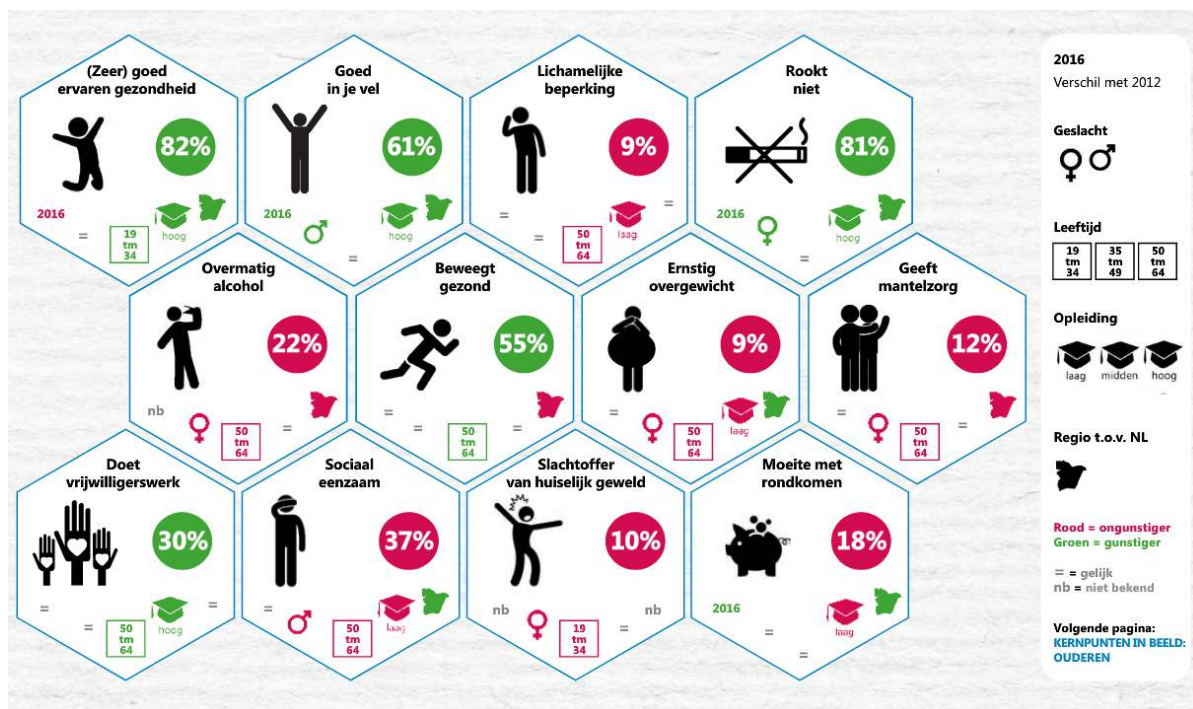 (Zeer) goed
ervaren gezondheid
82%
2016
=
19
tm
34
hoog
Goed
in je vel
61%
2016
=
hoog
Lichamelijke
beperking
9%
=
=
50
tm
64
laag
=
Rookt
niet
81%
2016
=
hoog
Overmatig
alcohol
22%
nb
50
tm
64
=
Beweegt
gezond
55%
=
=
50
tm
64
=
Ernstig
overgewicht
9%
=
50
tm
64
laag
Geeft
mantelzorg
12%
=
50
tm
64
=
Doet
vrijwilligerswerk
30%
=
=
50
tm
64
hoog
=
Sociaal
eenzaam
37%
=
50
tm
64
laag
Slachtoffer
van huiselijk geweld
10%
nb
19
tm
34
=
nb
Moeite met
rondkomen
18%
2016
=
=
laag
2016
Verschil met 2012
Geslacht
Leeftijd
19 35 50
tm tm tm
34 49 64
Opleiding
laag midden hoog
Regio t.o.v. NL
Rood = ongunstiger
Groen = gunstiger
= = gelijk
nb = niet bekend
Volgende pagina:
KERNPUNTEN IN BEELD:
OUDEREN